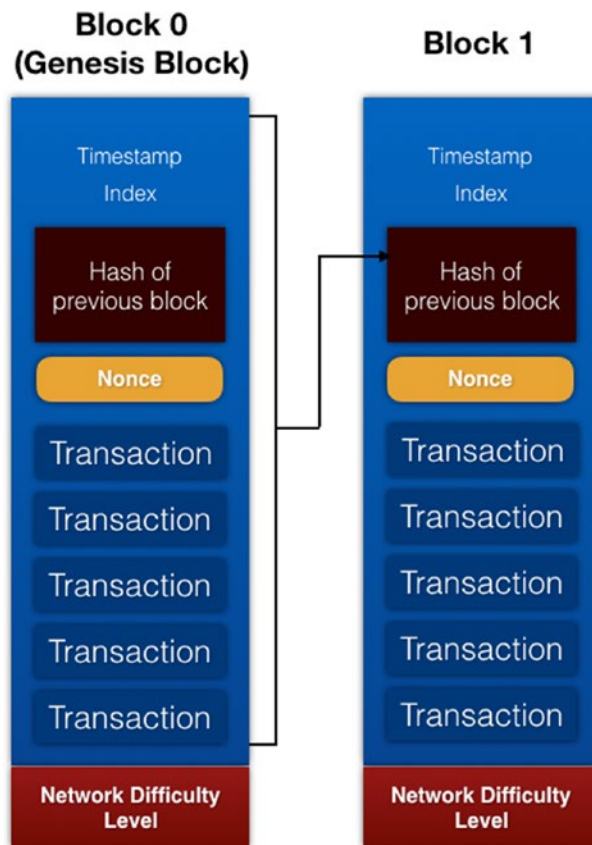 Block 0
(Genesis Block)
Timestamp
Index
Hash of
previous block
Nonce
Transaction
Transaction
Transaction
Transaction
Transaction
Network Difficulty
Level
Block 1
Timestamp
Index
Hash of
previous block
Nonce
Transaction
Transaction
Transaction
Transaction
Transaction
Network Difficulty
Level